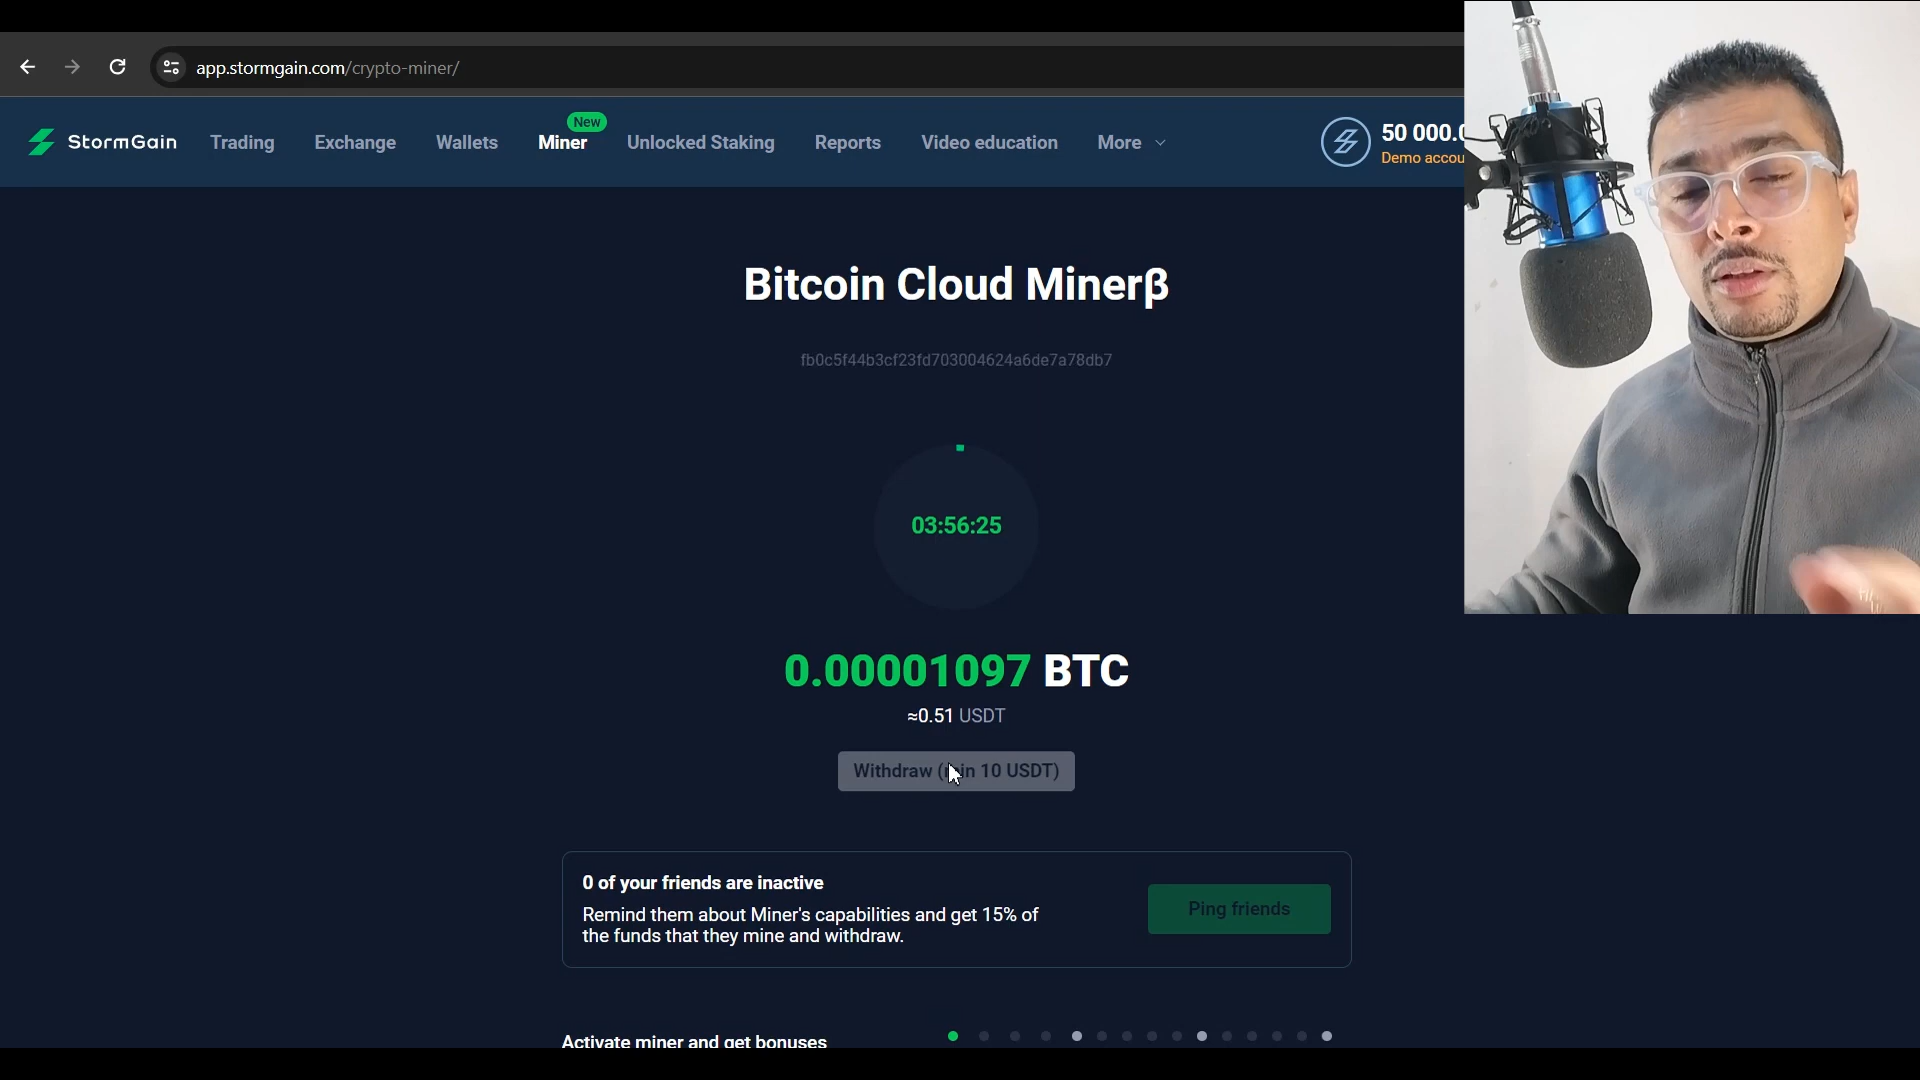 app.stormgain.com/crypto-miner/
StormGain
Trading
Exchange
Wallets
Miner
New
Unlocked Staking
Reports
Video education
More
50 000.
Demo accou
Bitcoin Cloud Minerβ
fb0c5f44b3cf23fd703004624a6de7a78db7
03:56:25
0.00001097 BTC
≈0.51 USDT
Withdraw (min 10 USDT)
0 of your friends are inactive
Remind them about Miner's capabilities and get 15% of
the funds that they mine and withdraw.
Ping friends
Activate miner and get bonuses